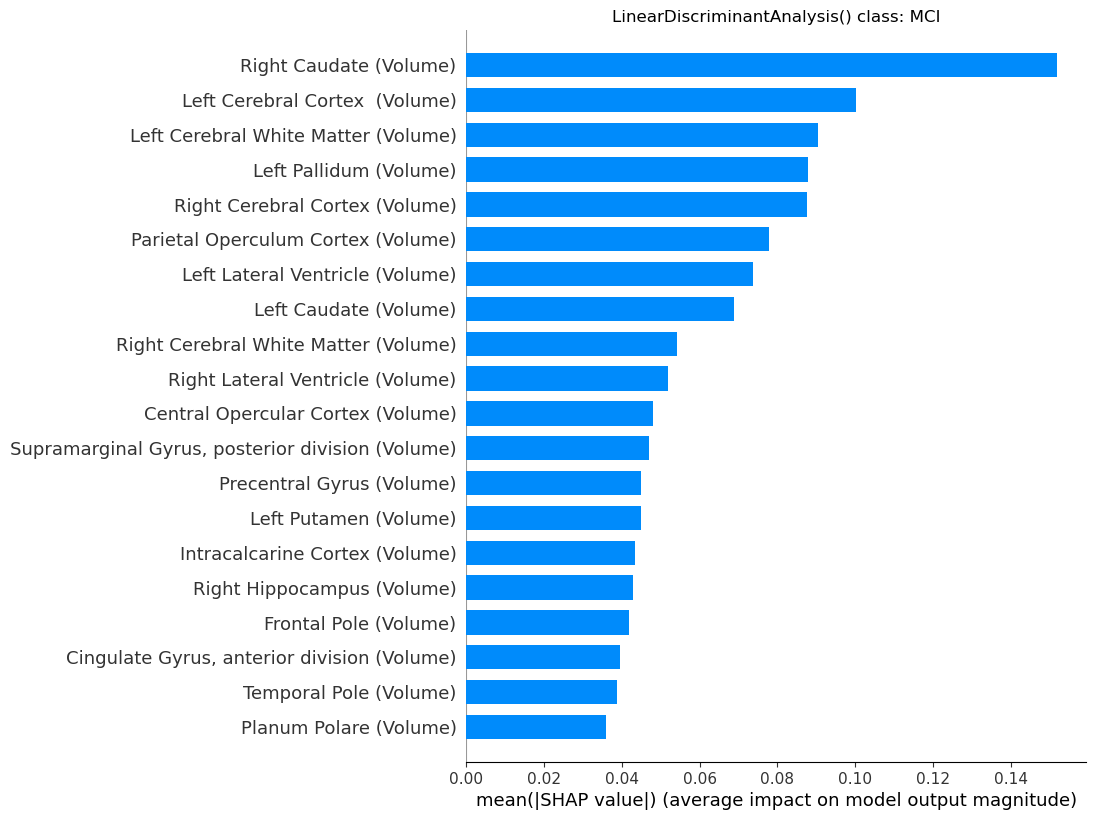 LinearDiscriminantAnalysis() class: MCI
Right Caudate (Volume)
Left Cerebral Cortex  (Volume)
Left Cerebral White Matter (Volume)
Left Pallidum (Volume)
Right Cerebral Cortex (Volume)
Parietal Operculum Cortex (Volume)
Left Lateral Ventricle (Volume)
Left Caudate (Volume)
Right Cerebral White Matter (Volume)
Right Lateral Ventricle (Volume)
Central Opercular Cortex (Volume)
Supramarginal Gyrus, posterior division (Volume)
Precentral Gyrus (Volume)
Left Putamen (Volume)
Intracalcarine Cortex (Volume)
Right Hippocampus (Volume)
Frontal Pole (Volume)
Cingulate Gyrus, anterior division (Volume)
Temporal Pole (Volume)
Planum Polare (Volume)
0.00 0.02 0.04 0.06 0.08 0.10 0.12 0.14
mean(|SHAP value|) (average impact on model output magnitude)